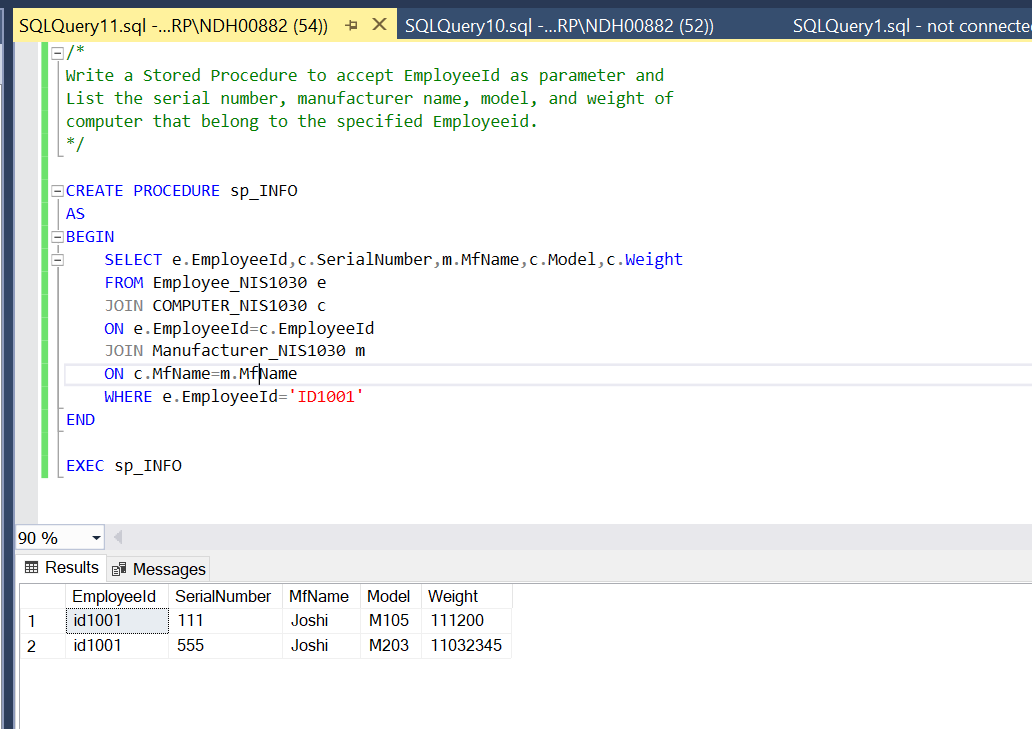 SQLQuery11.sql -...RP\NDH00882 (54)) SQLQuery10.sql -...RP\NDH00882 (52)) SQLQuery1.sql - not connected
/*
Write a Stored Procedure to accept EmployeeId as parameter and
List the serial number, manufacturer name, model, and weight of
computer that belong to the specified Employeeid.
*/
CREATE PROCEDURE sp_INFO
AS
BEGIN
SELECT e.EmployeeId,c.SerialNumber,m.MfName,c.Model,c.Weight
FROM Employee_NIS1030 e
JOIN COMPUTER_NIS1030 c
ON e.EmployeeId=c.EmployeeId
JOIN Manufacturer_NIS1030 m
ON c.MfName=m.MfName
WHERE e.EmployeeId='ID1001'
END
EXEC sp_INFO
90 %
Results Messages
EmployeeId SerialNumber MfName Model Weight
1 id1001 111 Joshi M105 111200
2 id1001 555 Joshi M203 11032345